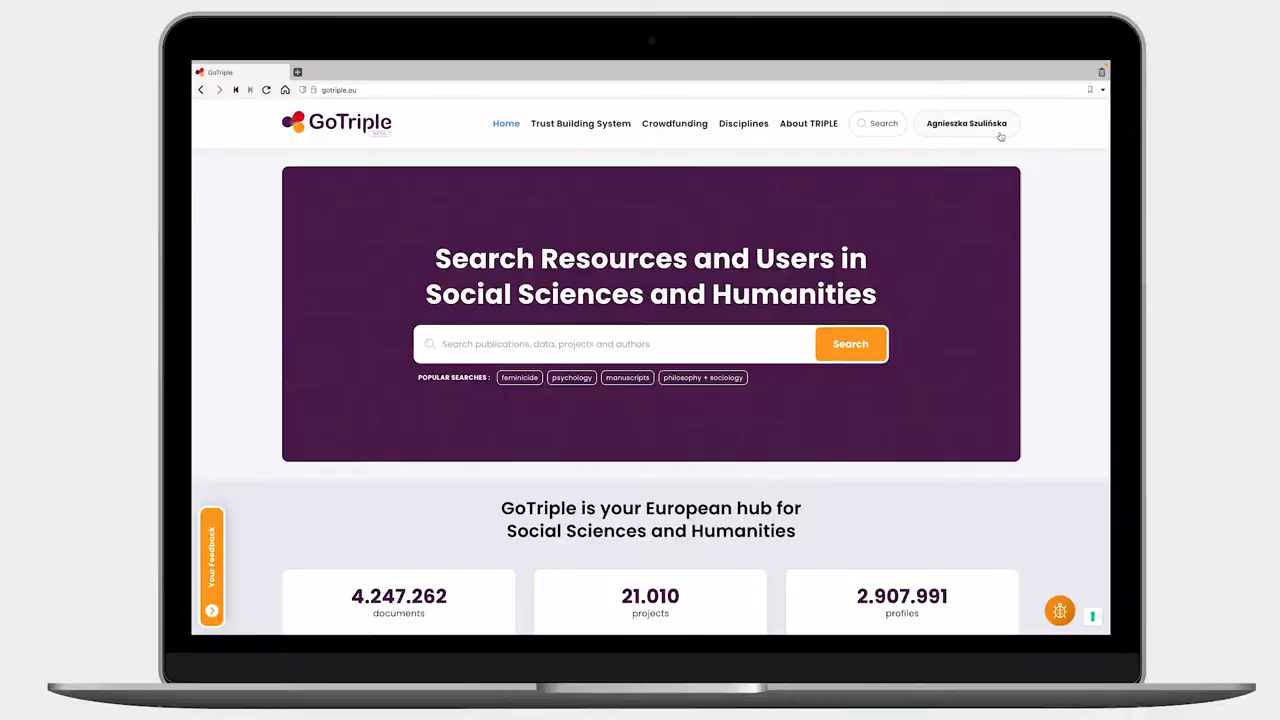 GoTriple
gotriple.eu
GoTriple
BETA
Home Trust Building System Crowdfunding Disciplines About TRIPLE Search Agnieszka Szulińska
Search Resources and Users in
Social Sciences and Humanities
Search publications, data, projects and authors Search
POPULAR SEARCHES : feminicide psychology manuscripts philosophy + sociology
GoTriple is your European hub for
Social Sciences and Humanities
4.247.262 21.010 2.907.991
documents projects profiles
Your Feedback